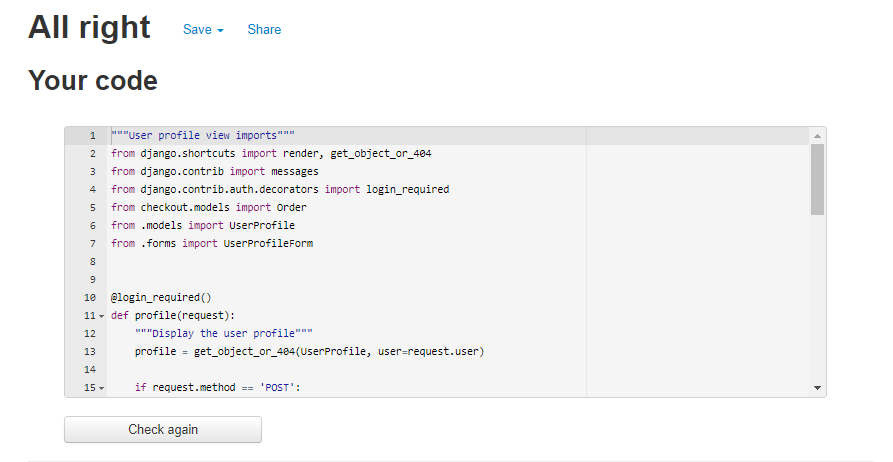 All right
Save
Share
Your code
1 """User profile view imports"""
2 from django.shortcuts import render, get_object_or_404
3 from django.contrib import messages
4 from django.contrib.auth.decorators import login_required
5 from checkout.models import Order
6 from .models import UserProfile
7 from .forms import UserProfileForm
8
9
10 @login_required()
11 def profile(request):
12     """Display the user profile"""
13     profile = get_object_or_404(UserProfile, user=request.user)
14
15     if request.method == 'POST':
Check again